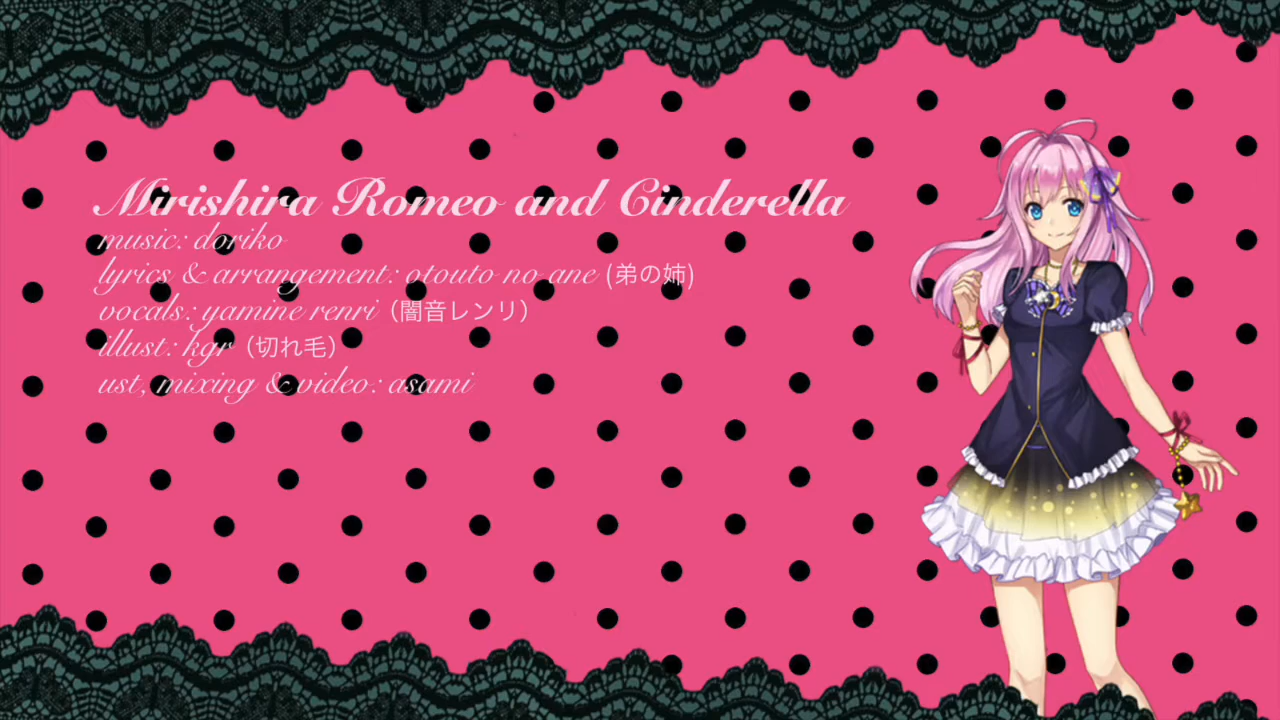 Mirishira Romeo and Cinderella
music: doriko
lyrics & arrangement: otouto no ane (弟の姉)
vocals: yamine renri（闇音レンリ）
illust: kgr（切れ毛）
ust, mixing & video: asami